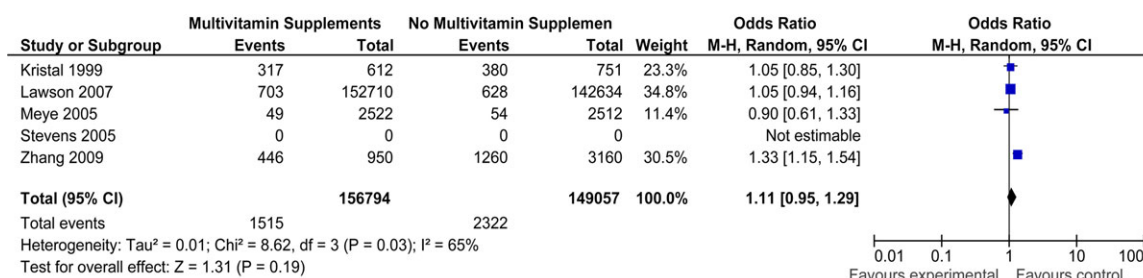 Multivitamin Supplements No Multivitamin Supplemen Odds Ratio Odds Ratio
Study or Subgroup Events Total Events Total Weight M-H, Random, 95% CI M-H, Random, 95% CI
Kristal 1999 317 612 380 751 23.3% 1.05 [0.85, 1.30]
Lawson 2007 703 152710 628 142634 34.8% 1.05 [0.94, 1.16]
Meye 2005 49 2522 54 2512 11.4% 0.90 [0.61, 1.33]
Stevens 2005 0 0 0 0 Not estimable
Zhang 2009 446 950 1260 3160 30.5% 1.33 [1.15, 1.54]
Total (95% CI) 156794 149057 100.0% 1.11 [0.95, 1.29]
Total events 1515 2322
Heterogeneity: Tau² = 0.01; Chi² = 8.62, df = 3 (P = 0.03); I² = 65%
Test for overall effect: Z = 1.31 (P = 0.19)
0.01 0.1 1 10 100
Favours experimental Favours control